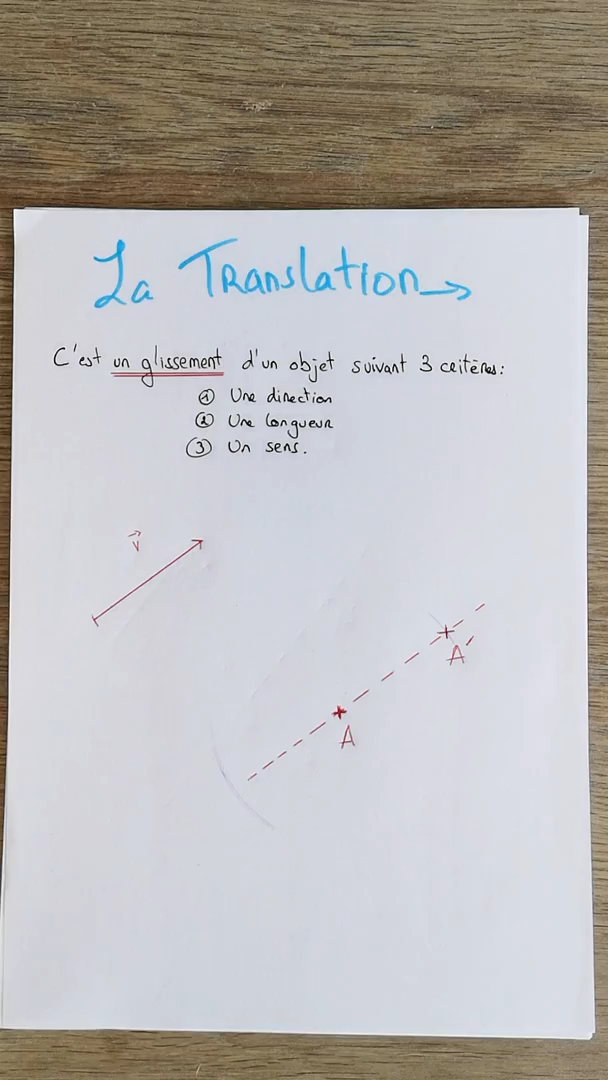 La Translation →
C'est un glissement d'un objet suivant 3 critères :
① Une direction
② Une longueur
③ Un sens.
v⃗
A'
A